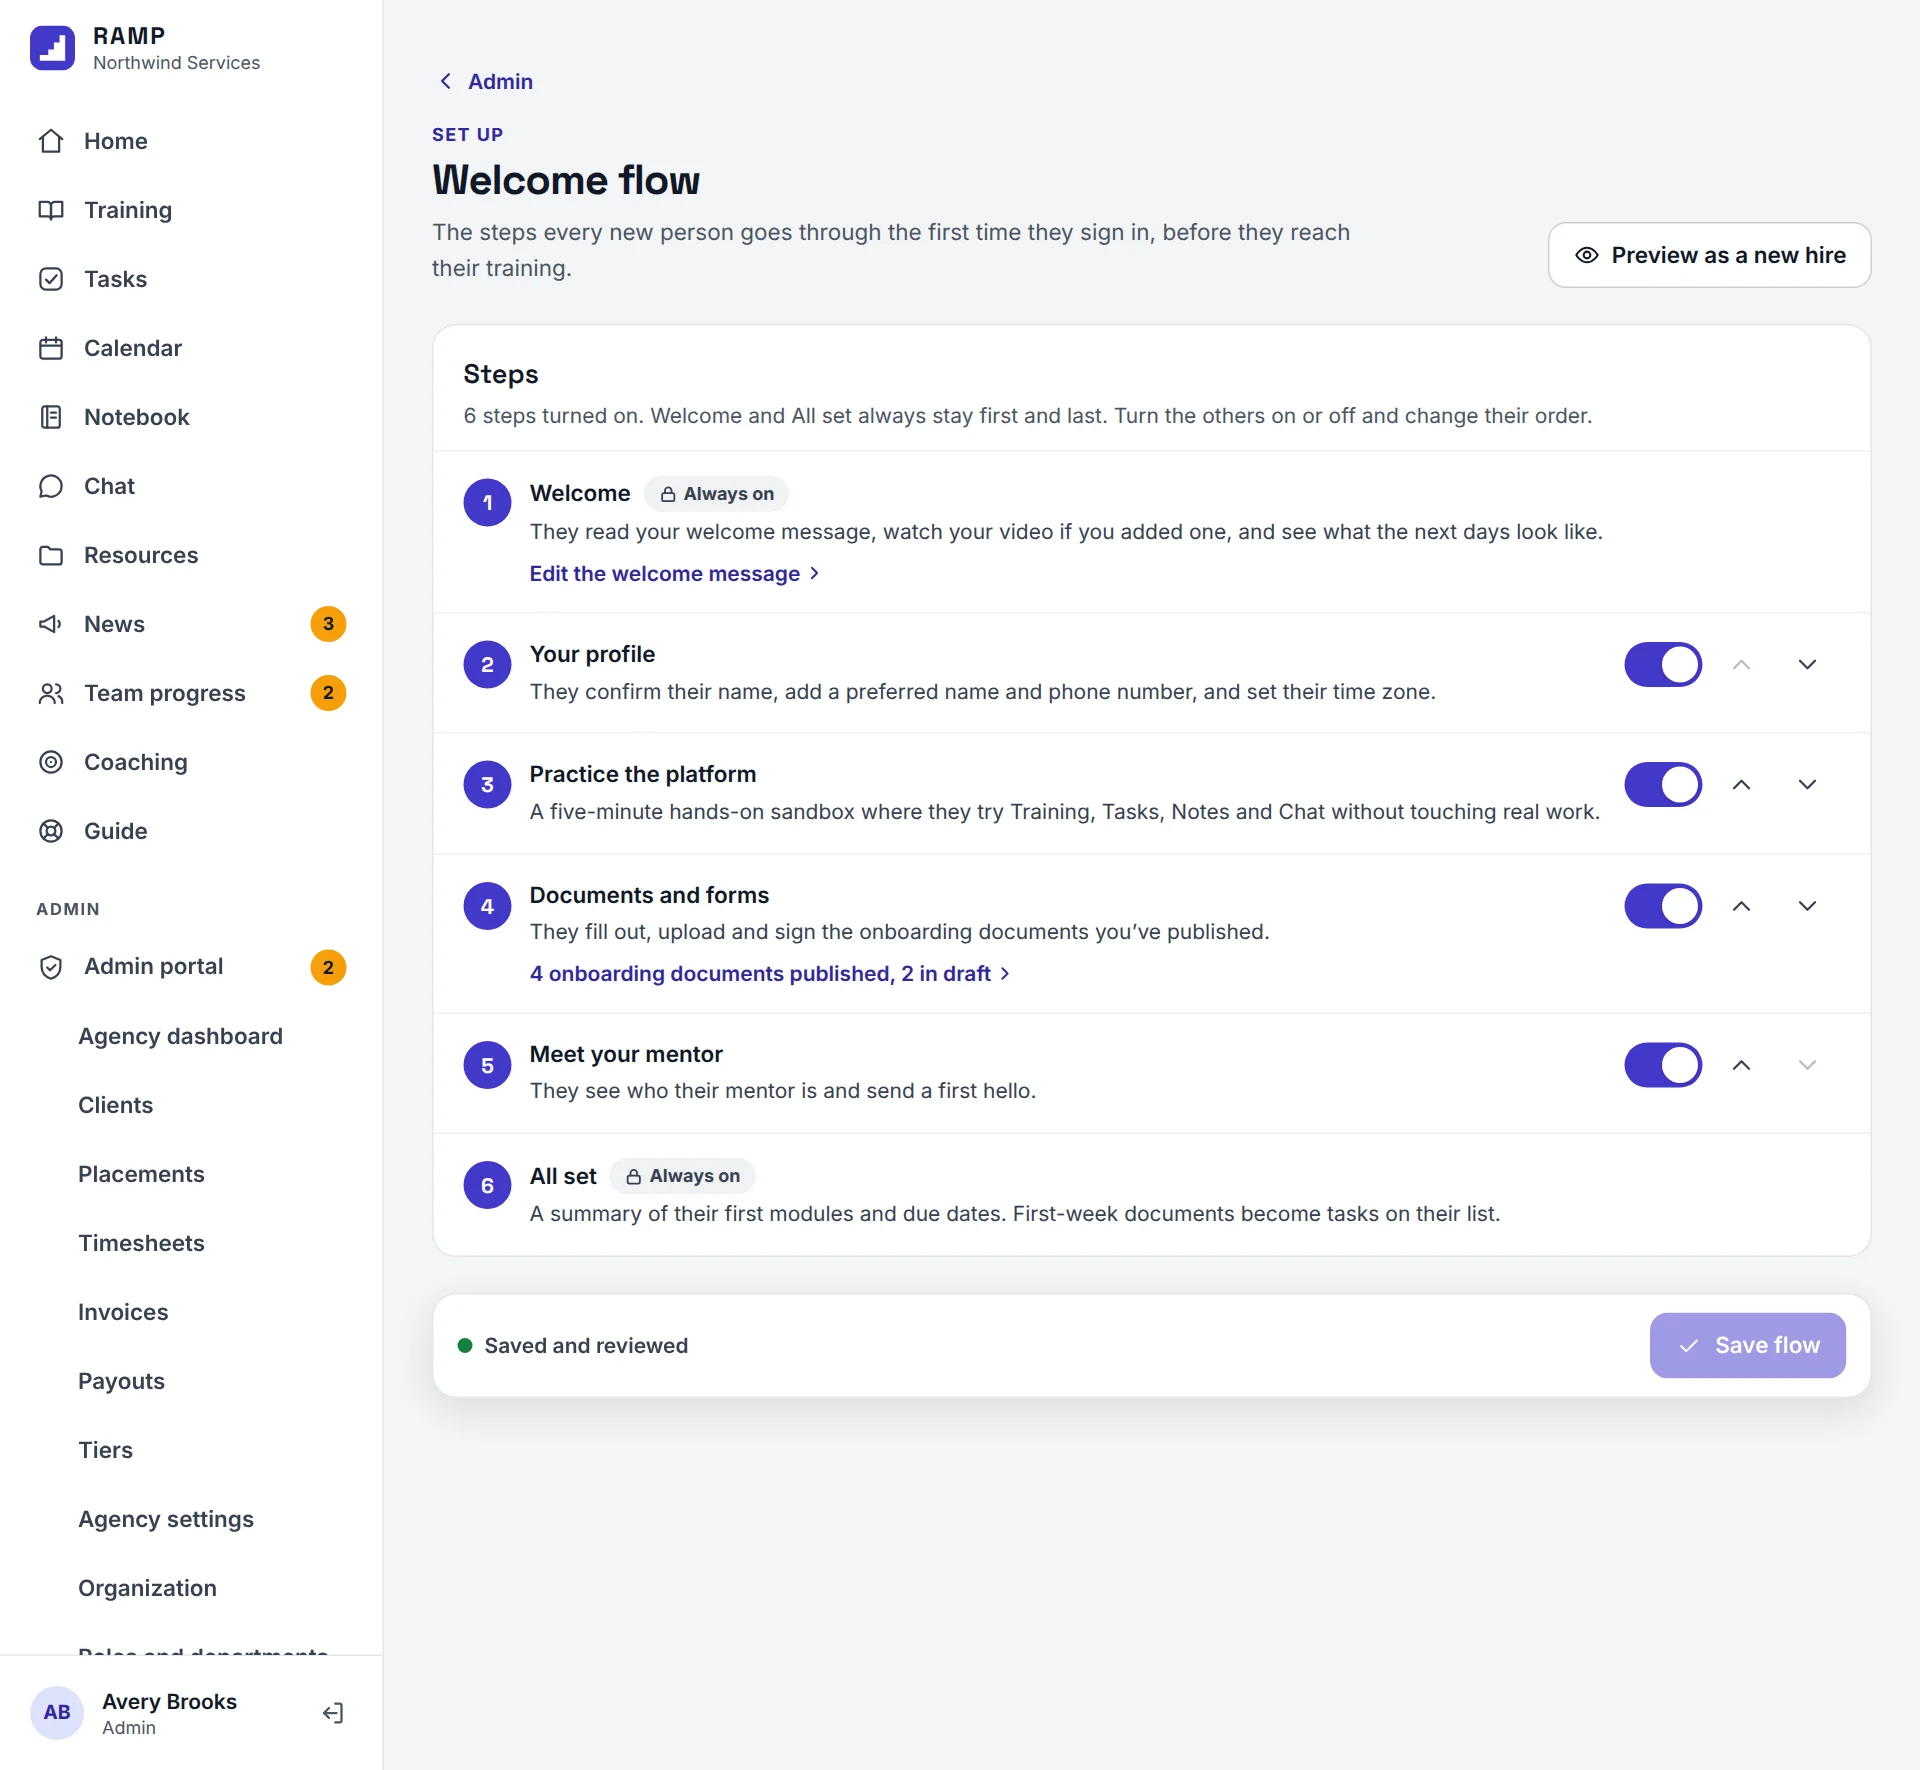 RAMP
Northwind Services
Home
Training
Tasks
Calendar
Notebook
Chat
Resources
News 3
Team progress 2
Coaching
Guide
ADMIN
Admin portal 2
Agency dashboard
Clients
Placements
Timesheets
Invoices
Payouts
Tiers
Agency settings
Organization
Roles and departments
AB
Avery Brooks
Admin
Admin
SET UP
Welcome flow
The steps every new person goes through the first time they sign in, before they reach
their training.
Preview as a new hire
Steps
6 steps turned on. Welcome and All set always stay first and last. Turn the others on or off and change their order.
1 Welcome Always on
They read your welcome message, watch your video if you added one, and see what the next days look like.
Edit the welcome message
2 Your profile
They confirm their name, add a preferred name and phone number, and set their time zone.
3 Practice the platform
A five-minute hands-on sandbox where they try Training, Tasks, Notes and Chat without touching real work.
4 Documents and forms
They fill out, upload and sign the onboarding documents you’ve published.
4 onboarding documents published, 2 in draft
5 Meet your mentor
They see who their mentor is and send a first hello.
6 All set Always on
A summary of their first modules and due dates. First-week documents become tasks on their list.
Saved and reviewed
Save flow